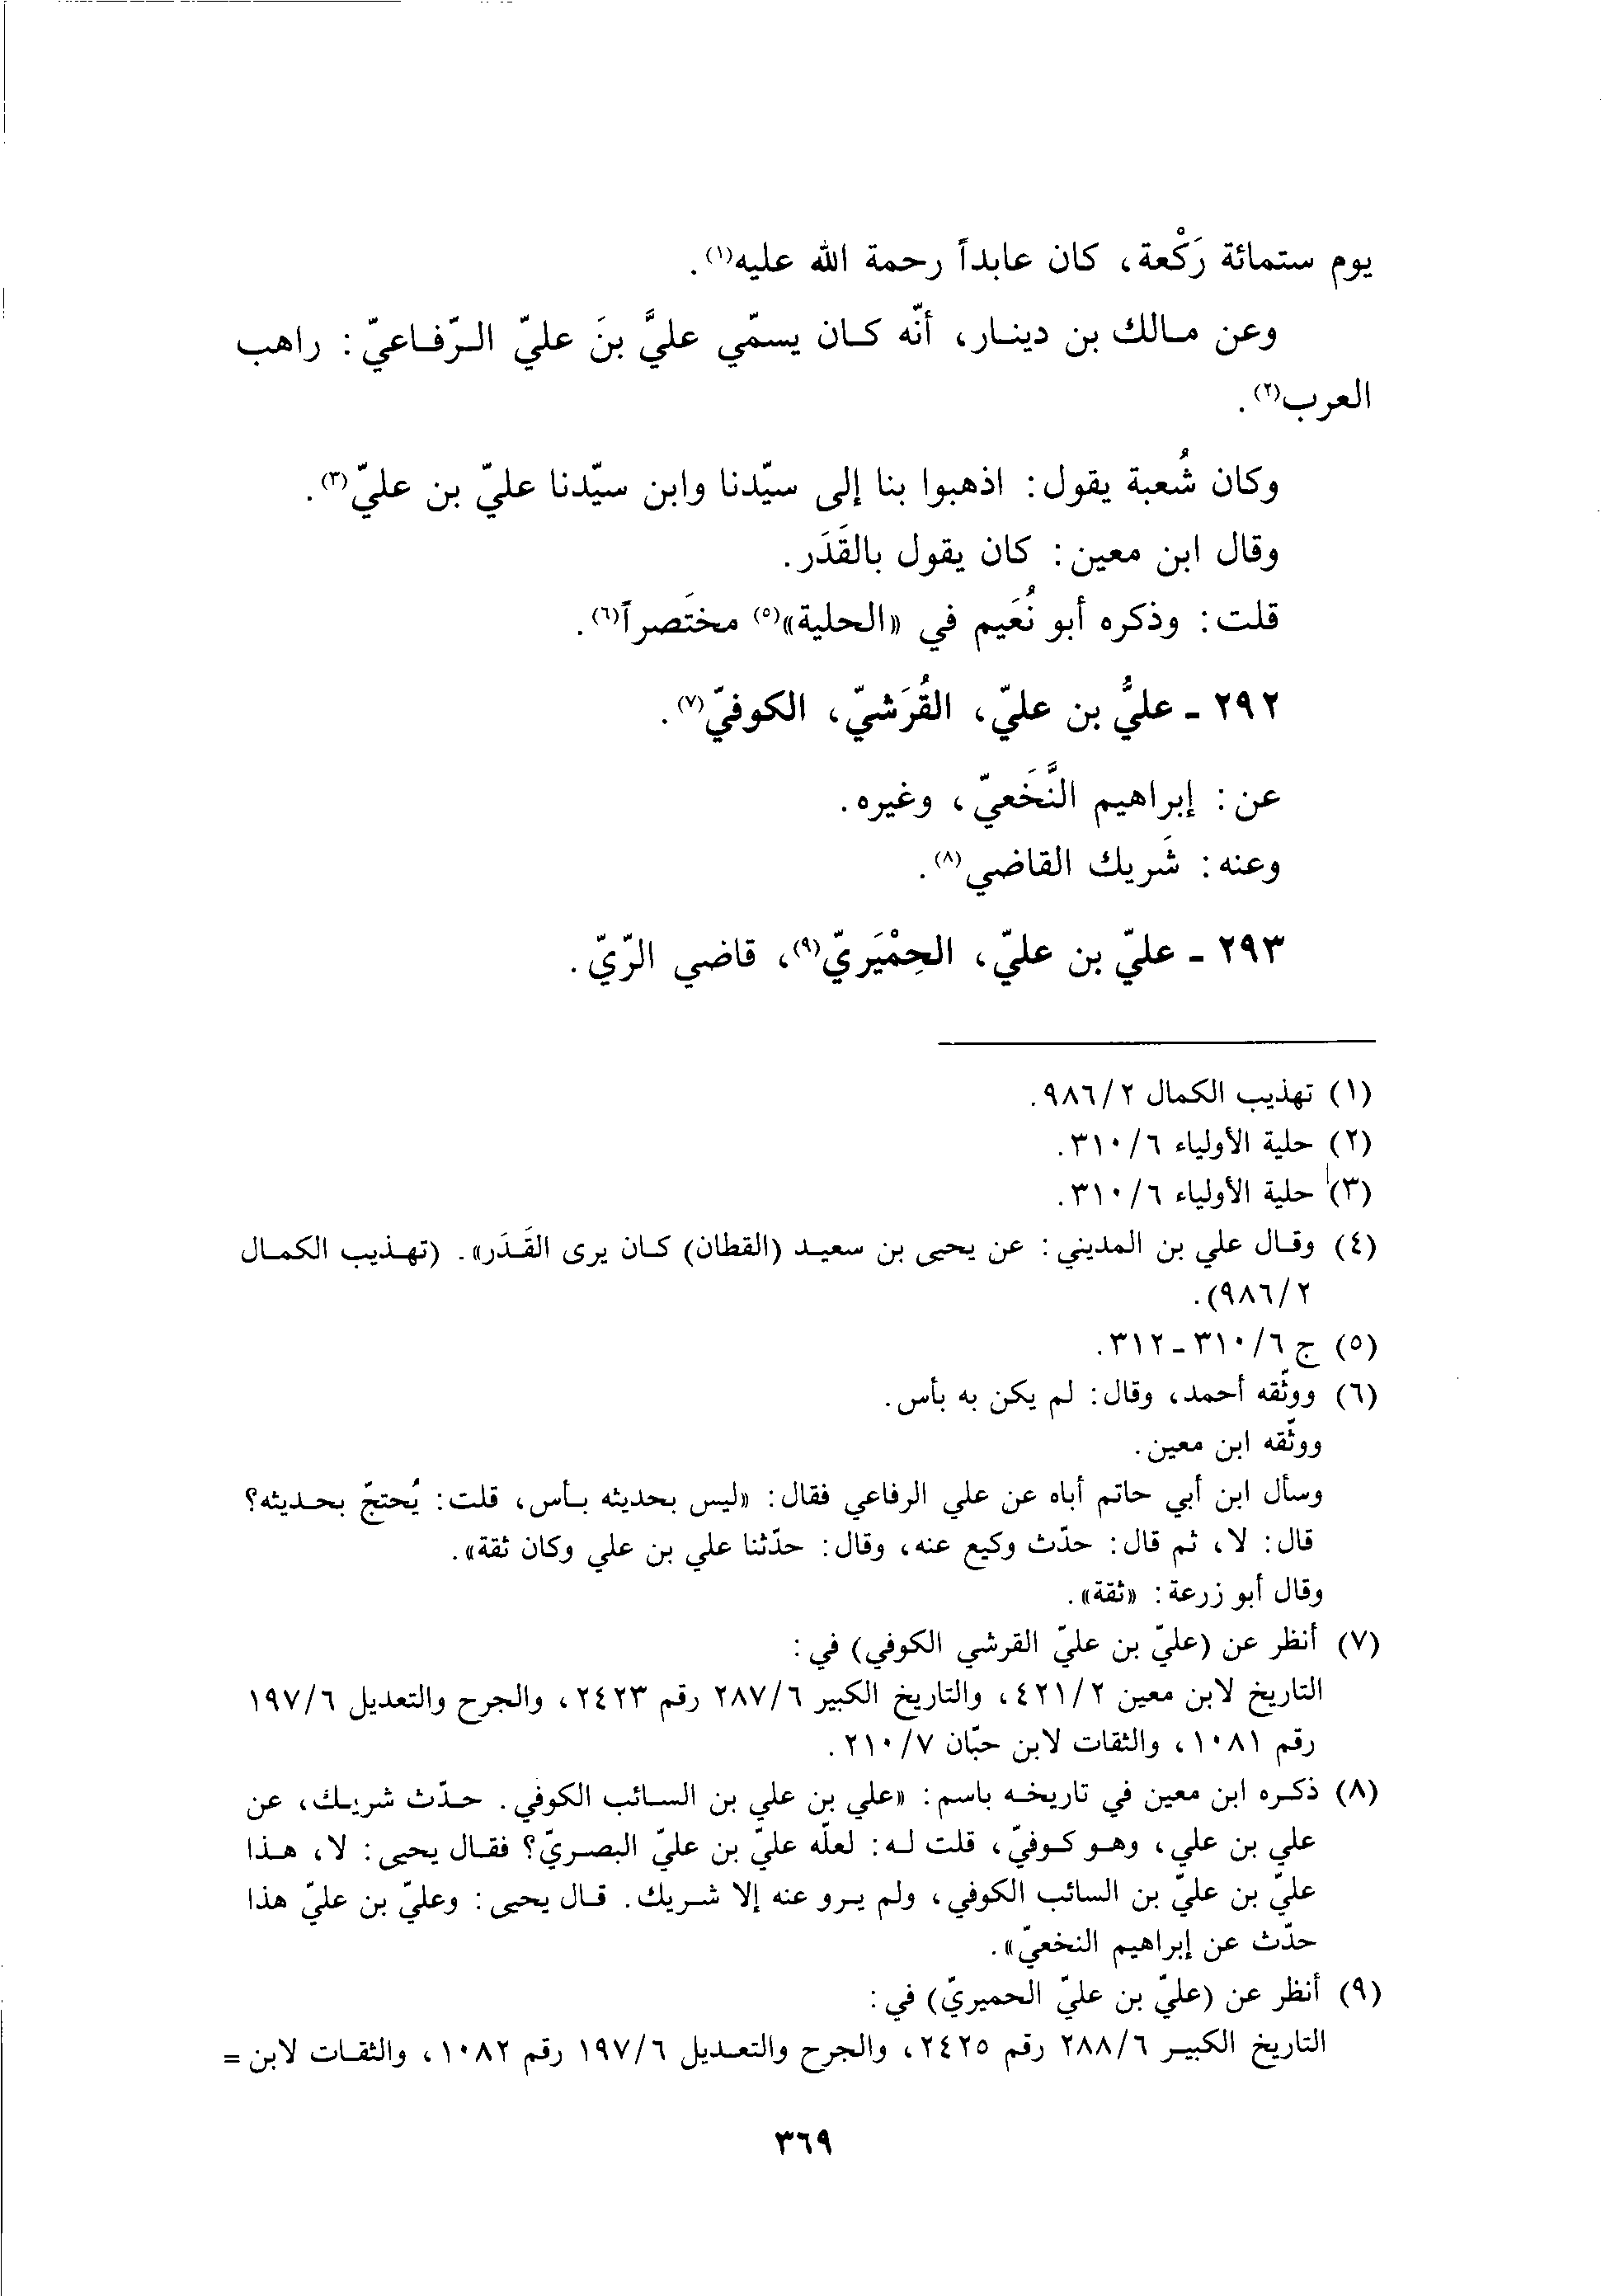 يوم ستمائة رَكْعة، كان عابداً رحمة الله عليه(١).
وعن مالك بن دينار، أنّه كان يسمّي عليَّ بنَ عليّ الرّفاعيّ: راهب
العرب(٢).
وكان شُعبة يقول: اذهبوا بنا إلى سيّدنا وابن سيّدنا عليّ بن عليّ(٣).
وقال ابن معين: كان يقول بالقَدَر.
قلت: وذكره أبو نُعَيم في «الحلية»(٥) مختَصراً(٦).
٢٩٢ ـ عليُّ بن عليّ، القُرَشيّ، الكوفيّ(٧).
عن: إبراهيم النَّخَعيّ، وغيره.
وعنه: شَريك القاضي(٨).
٢٩٣ ـ عليّ بن عليّ، الحِمْيَريّ(٩)، قاضي الرّيّ.
(١) تهذيب الكمال ٩٨٦/٢.
(٢) حلية الأولياء ٣١٠/٦.
(٣) حلية الأولياء ٣١٠/٦.
(٤) وقال علي بن المديني: عن يحيى بن سعيد (القطان) كان يرى القَدَر». (تهذيب الكمال
٩٨٦/٢).
(٥) ج ٣١٠/٦ ـ ٣١٢.
(٦) ووثّقه أحمد، وقال: لم يكن به بأس.
ووثّقه ابن معين.
وسأل ابن أبي حاتم أباه عن علي الرفاعي فقال: «ليس بحديثه بأس، قلت: يُحتجّ بحديثه؟
قال: لا، ثم قال: حدّث وكيع عنه، وقال: حدّثنا علي بن علي وكان ثقة».
وقال أبو زرعة: «ثقة».
(٧) أنظر عن (عليّ بن عليّ القرشي الكوفي) في:
التاريخ لابن معين ٤٢١/٢، والتاريخ الكبير ٢٨٧/٦ رقم ٢٤٢٣، والجرح والتعديل ١٩٧/٦
رقم ١٠٨١، والثقات لابن حبّان ٢١٠/٧.
(٨) ذكره ابن معين في تاريخه باسم: «علي بن علي بن السائب الكوفي. حدّث شريك، عن
علي بن علي، وهو كوفيّ، قلت له: لعلّه عليّ بن عليّ البصريّ؟ فقال يحيى: لا، هذا
عليّ بن عليّ بن السائب الكوفي، ولم يرو عنه إلا شريك. قال يحيى: وعليّ بن عليّ هذا
حدّث عن إبراهيم النخعيّ».
(٩) أنظر عن (عليّ بن عليّ الحميريّ) في:
التاريخ الكبير ٢٨٨/٦ رقم ٢٤٢٥، والجرح والتعديل ١٩٧/٦ رقم ١٠٨٢، والثقات لابن =
٣٦٩